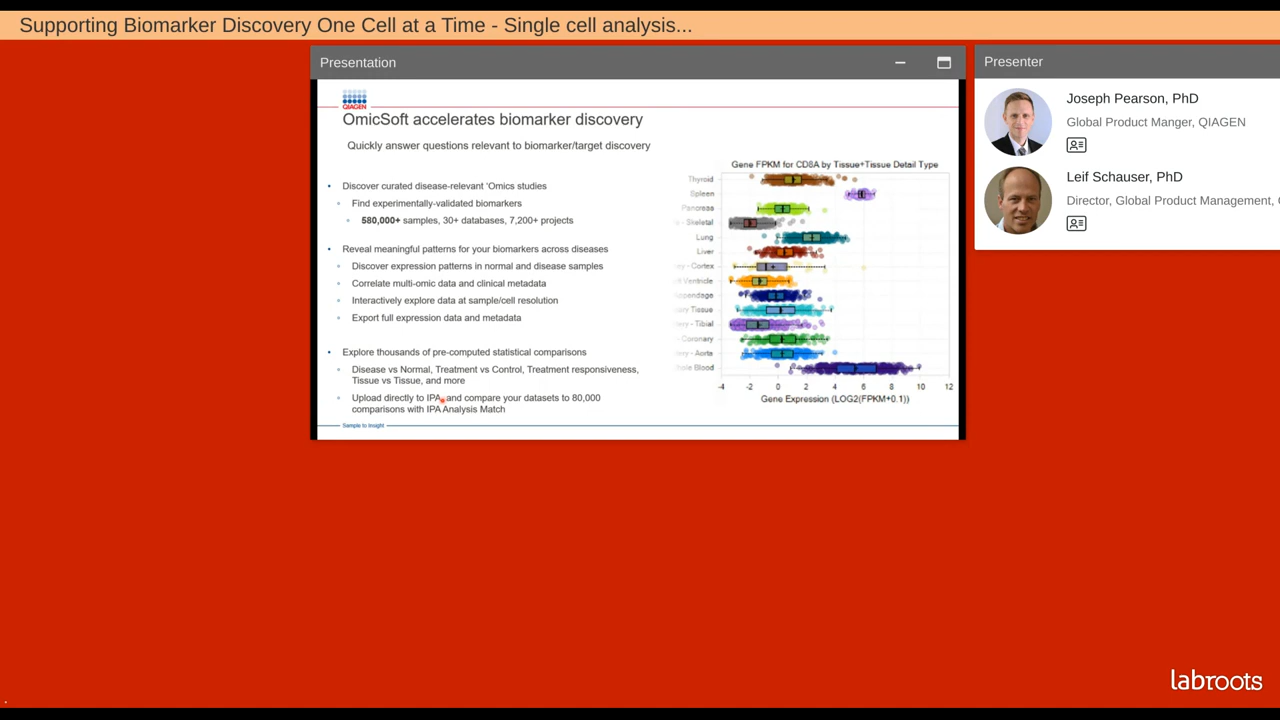 Supporting Biomarker Discovery One Cell at a Time - Single cell analysis...
Presentation
QIAGEN
OmicSoft accelerates biomarker discovery
Quickly answer questions relevant to biomarker/target discovery
• Discover curated disease-relevant 'Omics studies
• Find experimentally-validated biomarkers
• 580,000+ samples, 30+ databases, 7,200+ projects
• Reveal meaningful patterns for your biomarkers across diseases
• Discover expression patterns in normal and disease samples
• Correlate multi-omic data and clinical metadata
• Interactively explore data at sample/cell resolution
• Export full expression data and metadata
• Explore thousands of pre-computed statistical comparisons
• Disease vs Normal, Treatment vs Control, Treatment responsiveness,
Tissue vs Tissue, and more
• Upload directly to IPA, and compare your datasets to 80,000
comparisons with IPA Analysis Match
Sample to Insight
Gene FPKM for CD8A by Tissue+Tissue Detail Type
Thyroid
Spleen
Pancreas
- Skeletal
Lung
Liver
- Cortex
Ventricle
Tissue
- Tibial
- Coronary
- Aorta
Blood
-4 -2 0 2 4 6 8 10 12
Gene Expression (LOG2(FPKM+0.1))
Presenter
Joseph Pearson, PhD
Global Product Manger, QIAGEN
Leif Schauser, PhD
Director, Global Product Management,
labroots